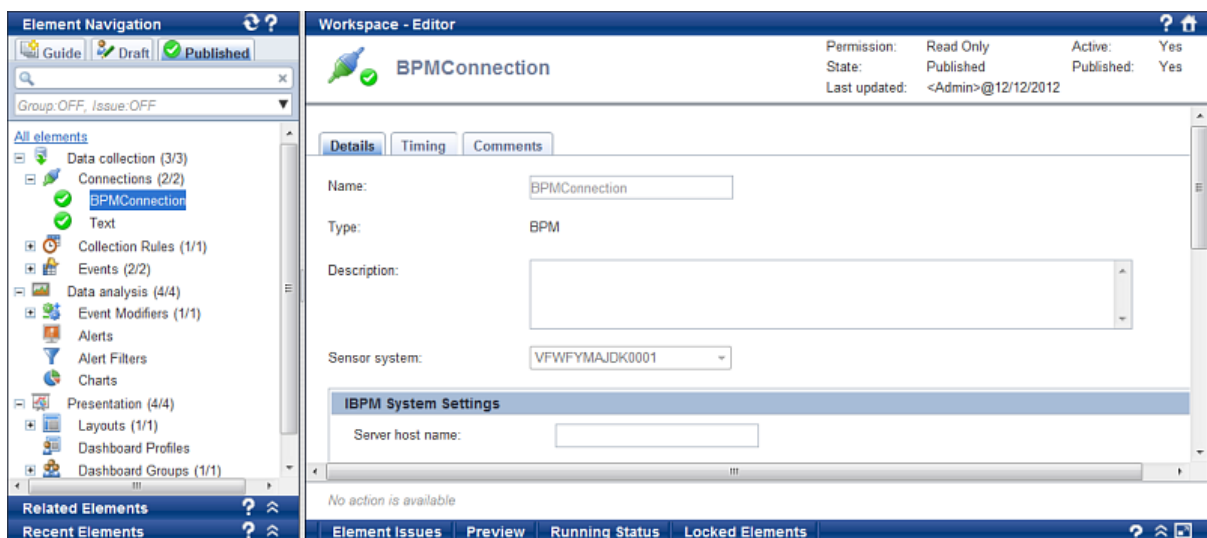 Element Navigation
Guide Draft Published
Group:OFF, Issue:OFF
All elements
Data collection (3/3)
Connections (2/2)
BPMConnection
Text
Collection Rules (1/1)
Events (2/2)
Data analysis (4/4)
Event Modifiers (1/1)
Alerts
Alert Filters
Charts
Presentation (4/4)
Layouts (1/1)
Dashboard Profiles
Dashboard Groups (1/1)
Related Elements
Recent Elements
Workspace - Editor
BPMConnection
Permission: Read Only Active: Yes
State: Published Published: Yes
Last updated: <Admin>@12/12/2012
Details Timing Comments
Name: BPMConnection
Type: BPM
Description:
Sensor system: VFWFYMAJDK0001
IBPM System Settings
Server host name:
No action is available
Element Issues Preview Running Status Locked Elements